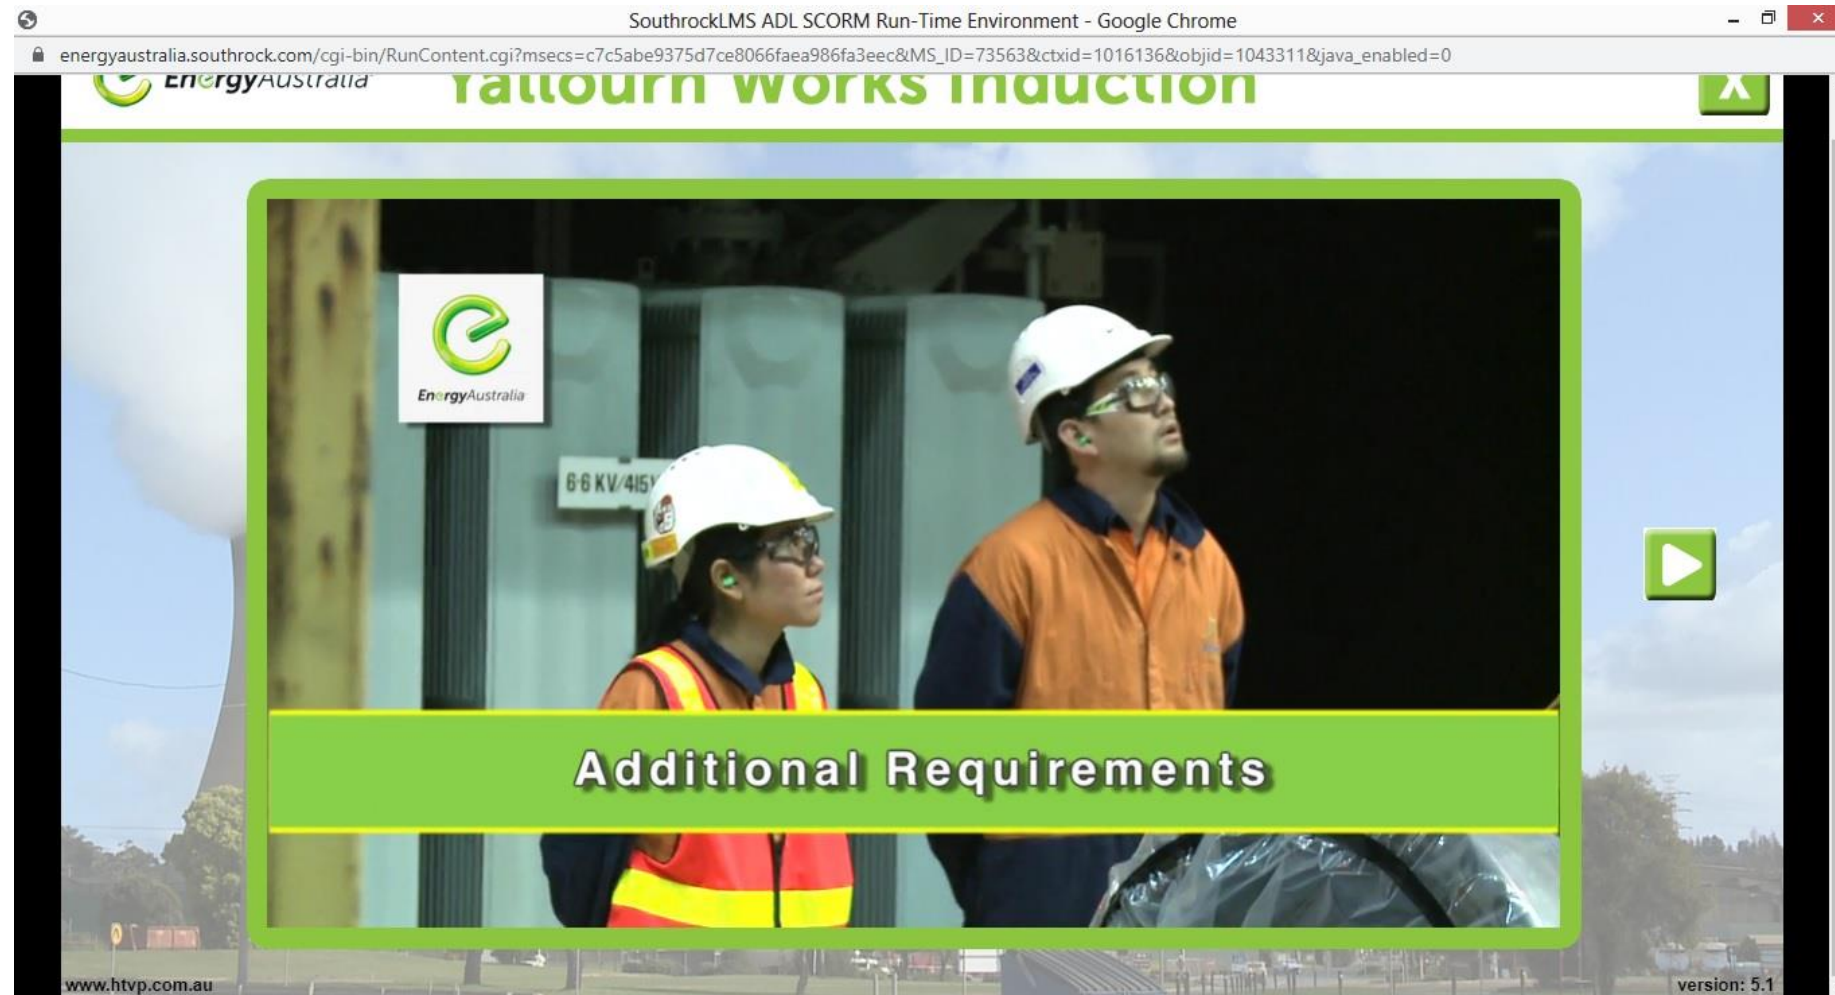 SouthrockLMS ADL SCORM Run-Time Environment - Google Chrome
energyaustralia.southrock.com/cgi-bin/RunContent.cgi?msecs=c7c5abe9375d7ce8066faea986fa3eec&MS_ID=73563&ctxid=1016136&objid=1043311&java_enabled=0
EnergyAustralia Yallourn Works Induction X
EnergyAustralia
6·6 KV/415V
Additional Requirements
www.htvp.com.au
version: 5.1